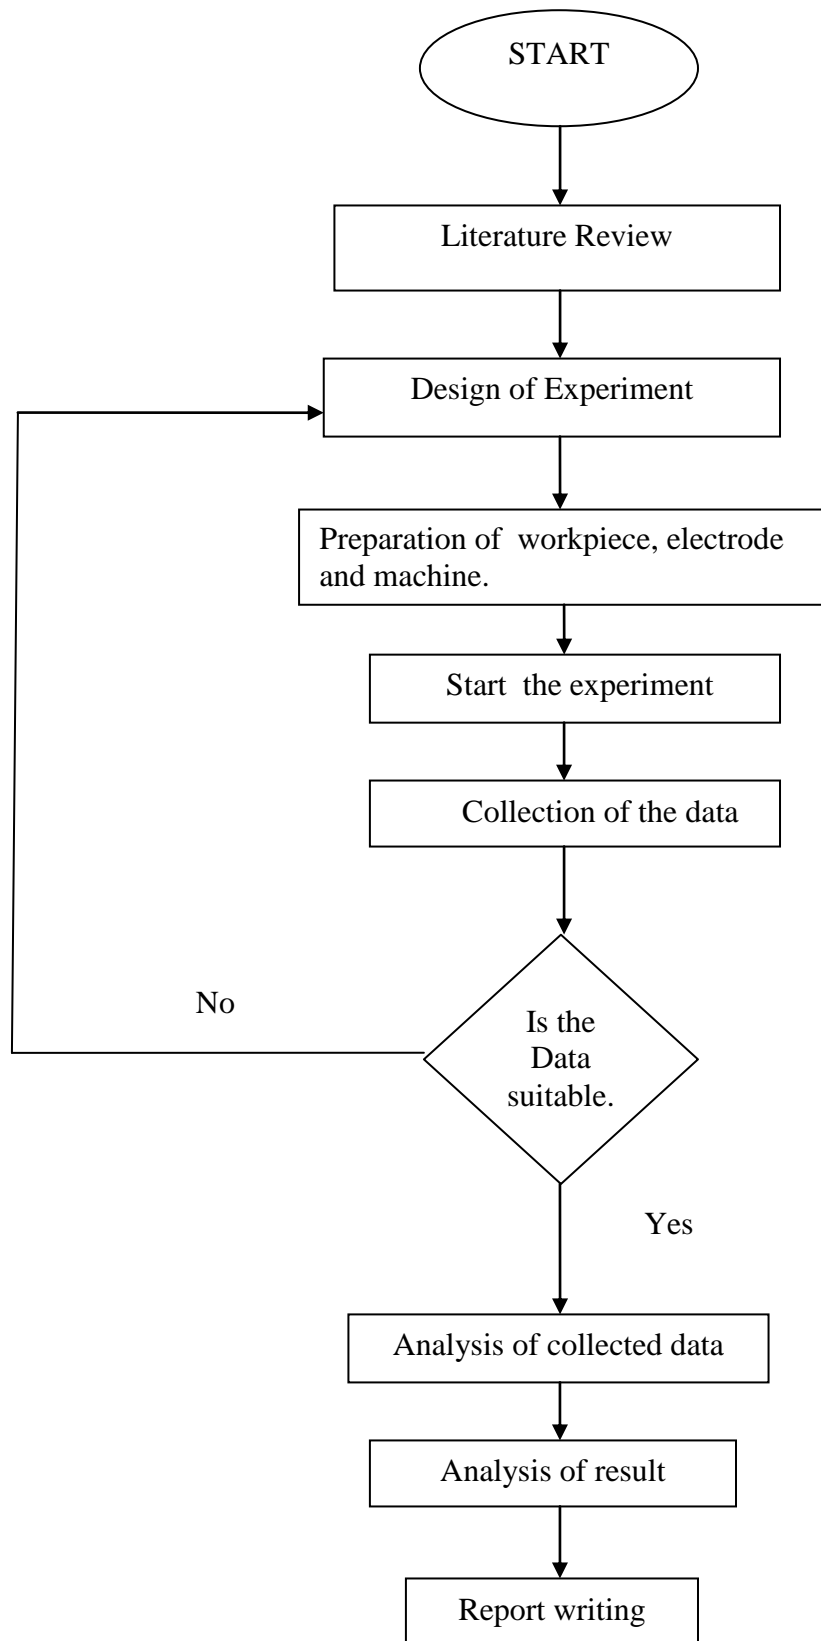 START
Literature Review
Design of Experiment
Preparation of  workpiece, electrode
and machine.
Start  the experiment
Collection of the data
No
Is the
Data
suitable.
Yes
Analysis of collected data
Analysis of result
Report writing